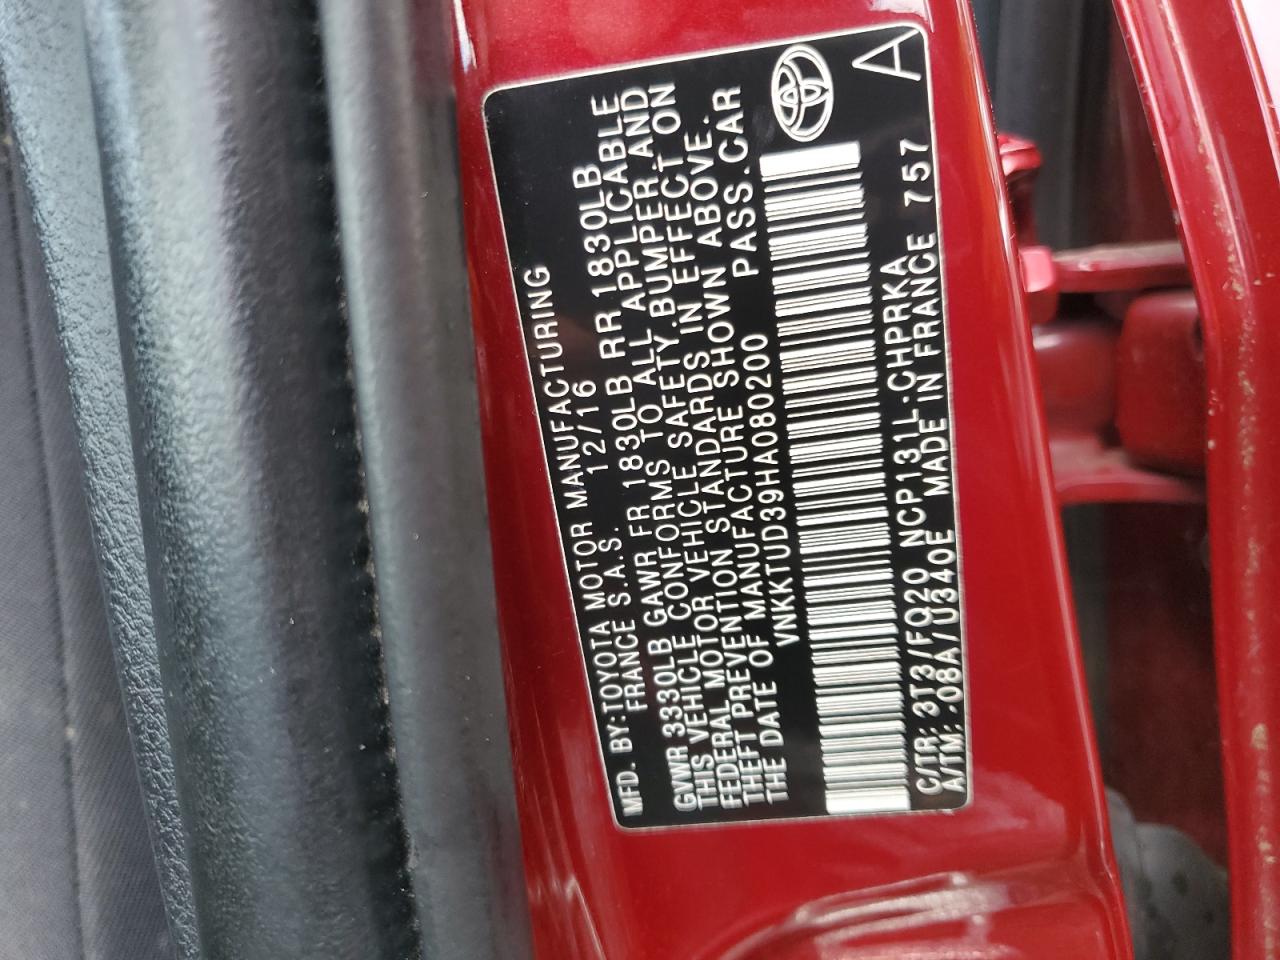 MFD. BY:TOYOTA MOTOR MANUFACTURING
FRANCE S.A.S. 12/16
GVWR 3330LB GAWR FR 1830LB RR 1830LB
THIS VEHICLE CONFORMS TO ALL APPLICABLE
FEDERAL MOTOR VEHICLE SAFETY.BUMPER.AND
THEFT PREVENTION STANDARDS IN EFFECT ON
THE DATE OF MANUFACTURE SHOWN ABOVE.
VNKKTUD39HA080200 PASS.CAR
C/TR: 3T3/FQ20 NCP131L-CHPRKA
A/TM: -08A/U340E MADE IN FRANCE 757
A